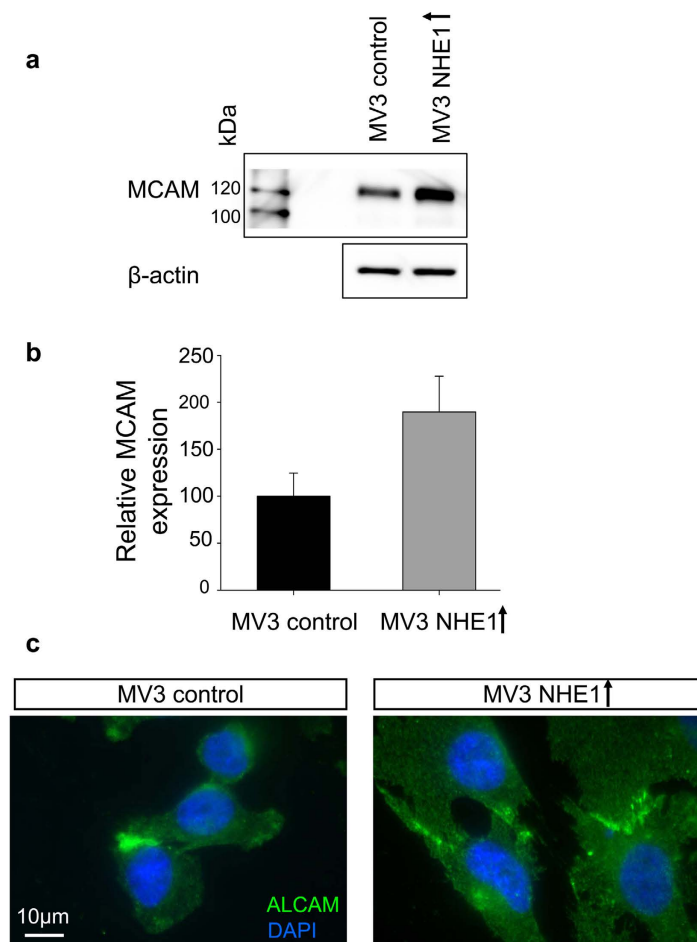 a
kDa
MV3 control
MV3 NHE1↑
MCAM
120
100
β-actin
b
Relative MCAM
expression
250
200
150
100
50
0
MV3 control
MV3 NHE1↑
c
MV3 control
MV3 NHE1↑
10μm
ALCAM
DAPI